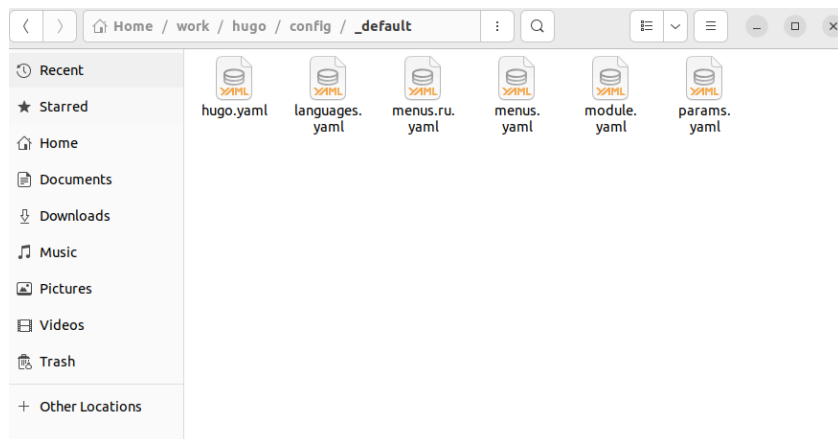 Home / work / hugo / config / _default
Recent
Starred
Home
Documents
Downloads
Music
Pictures
Videos
Trash
+ Other Locations
YAML YAML YAML YAML YAML YAML
hugo.yaml languages. menus.ru. menus. module. params.
yaml yaml yaml yaml yaml